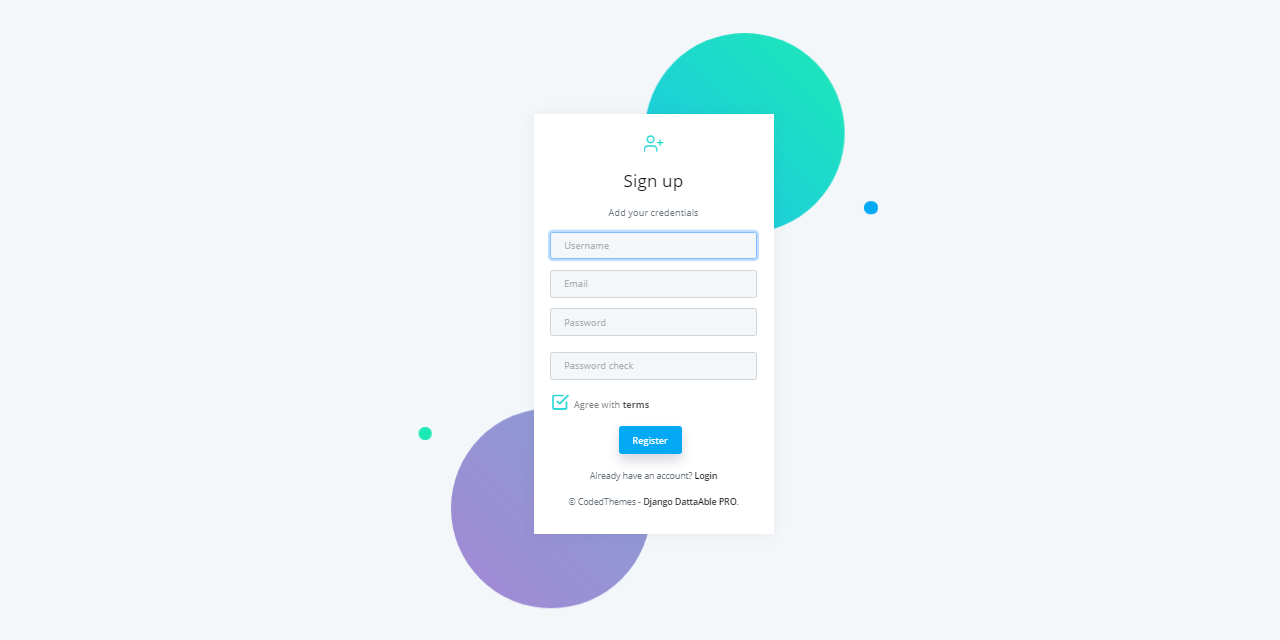 Sign up
Add your credentials
Username
Email
Password
Password check
Agree with terms
Register
Already have an account? Login
© CodedThemes - Django DattaAble PRO.